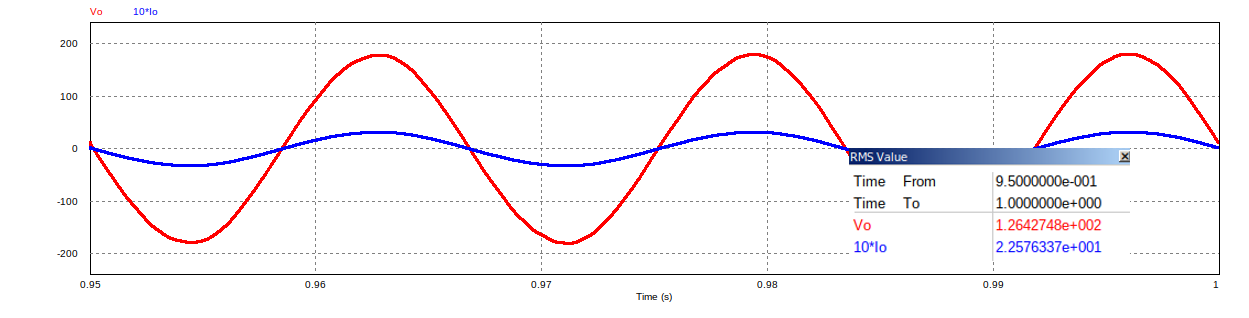 Vo 10*Io
200
100
0
-100
-200
0.95 0.96 0.97 0.98 0.99 1
Time (s)
RMS Value
Time From 9.5000000e-001
Time To 1.0000000e+000
Vo 1.2642748e+002
10*Io 2.2576337e+001